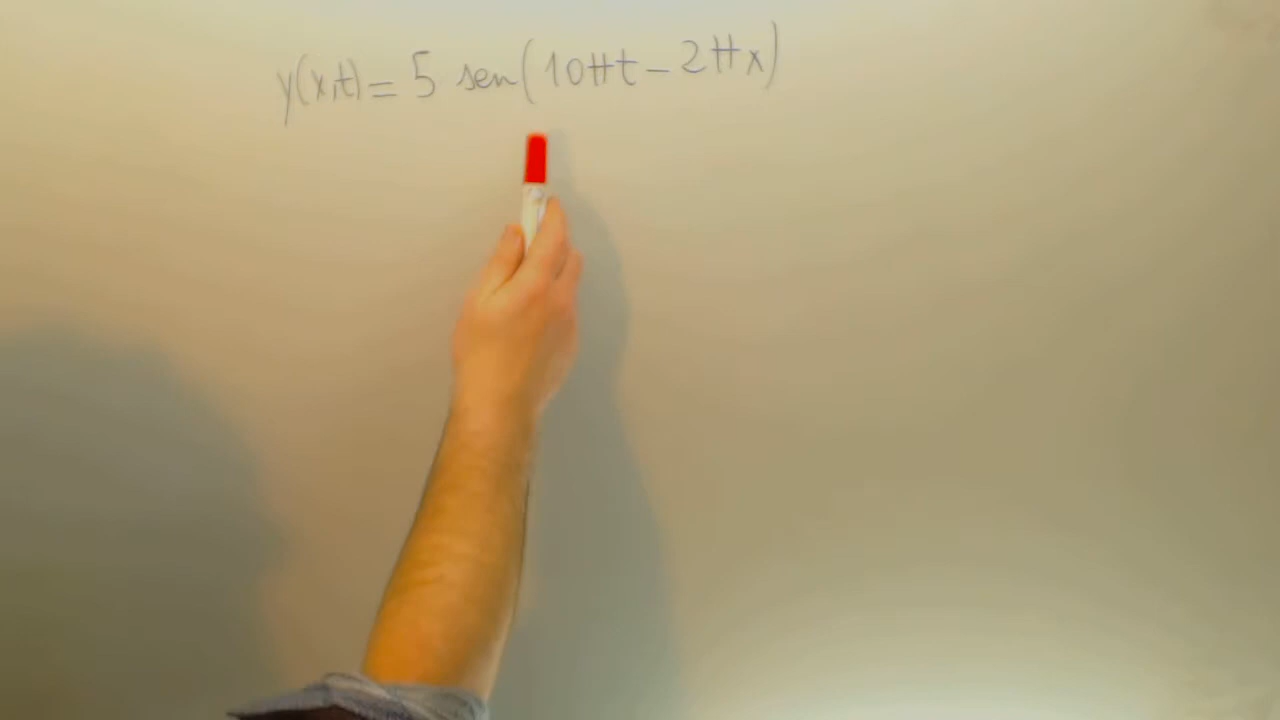 y(x,t) = 5 sen(10πt - 2πx)